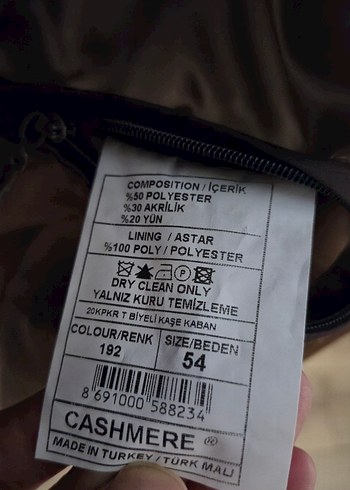 COMPOSITION / İÇERİK
%50 POLYESTER
%30 AKRİLİK
%20 YÜN
LINING / ASTAR
%100 POLY / POLYESTER
P
DRY CLEAN ONLY
YALNIZ KURU TEMİZLEME
20KPKR T BİYELİ KAŞE KABAN
COLOUR/RENK SIZE/BEDEN
192 54
8 691000 588234
CASHMERE ®
MADE IN TURKEY / TÜRK MALI